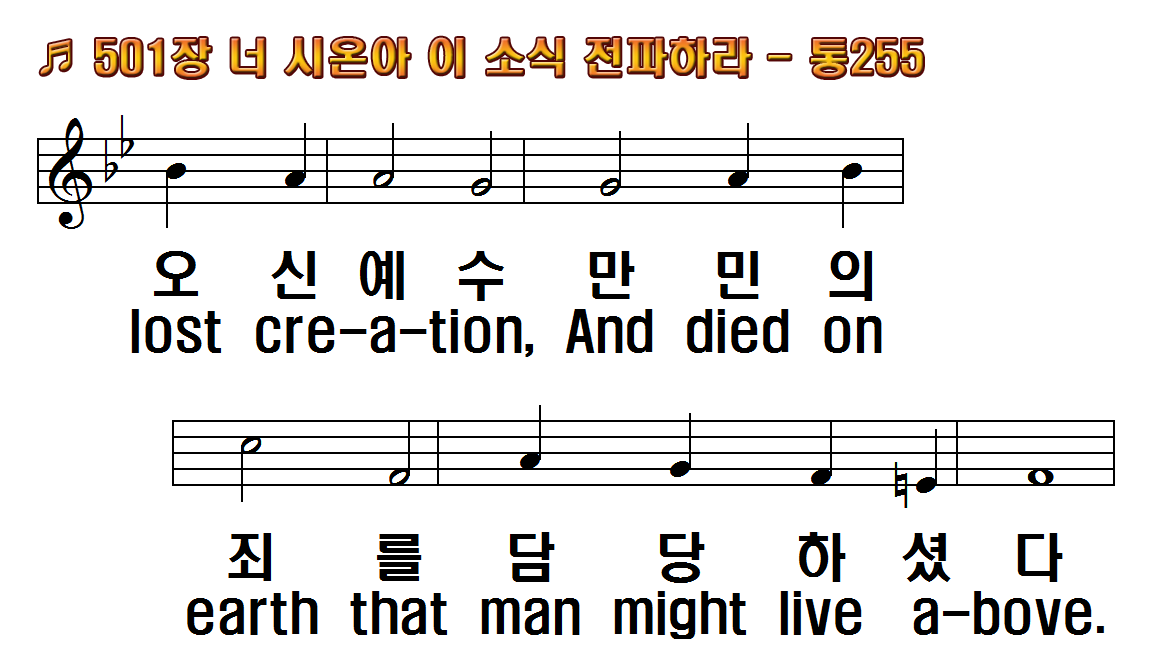 ♬ 501장 너 시온아 이 소식 전파하라 - 통255
오 신 예 수 만 민 의
lost cre-a-tion, And died on
죄 를 담 당 하 셨 다
earth that man might live a-bove.